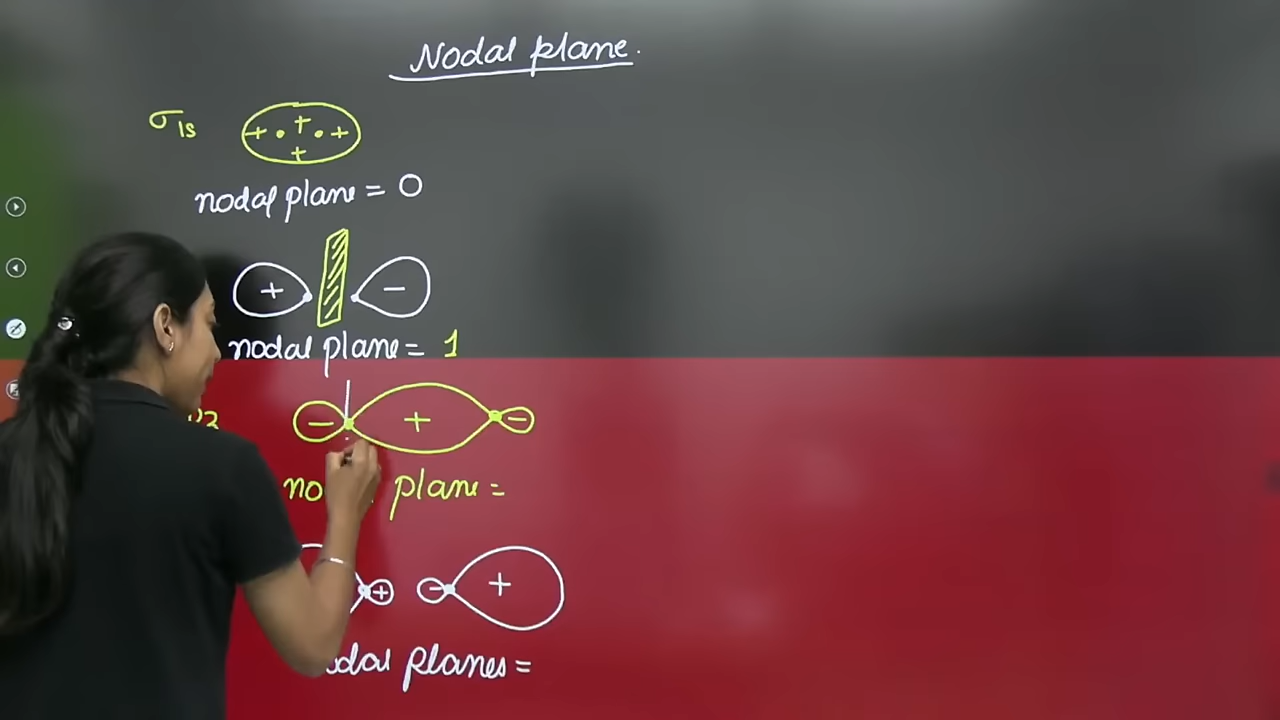 Nodal plane.
σ1s
+ + + +
nodal plane = 0
+ -
nodal plane = 1
- + -
plane =
+ - +
planes =